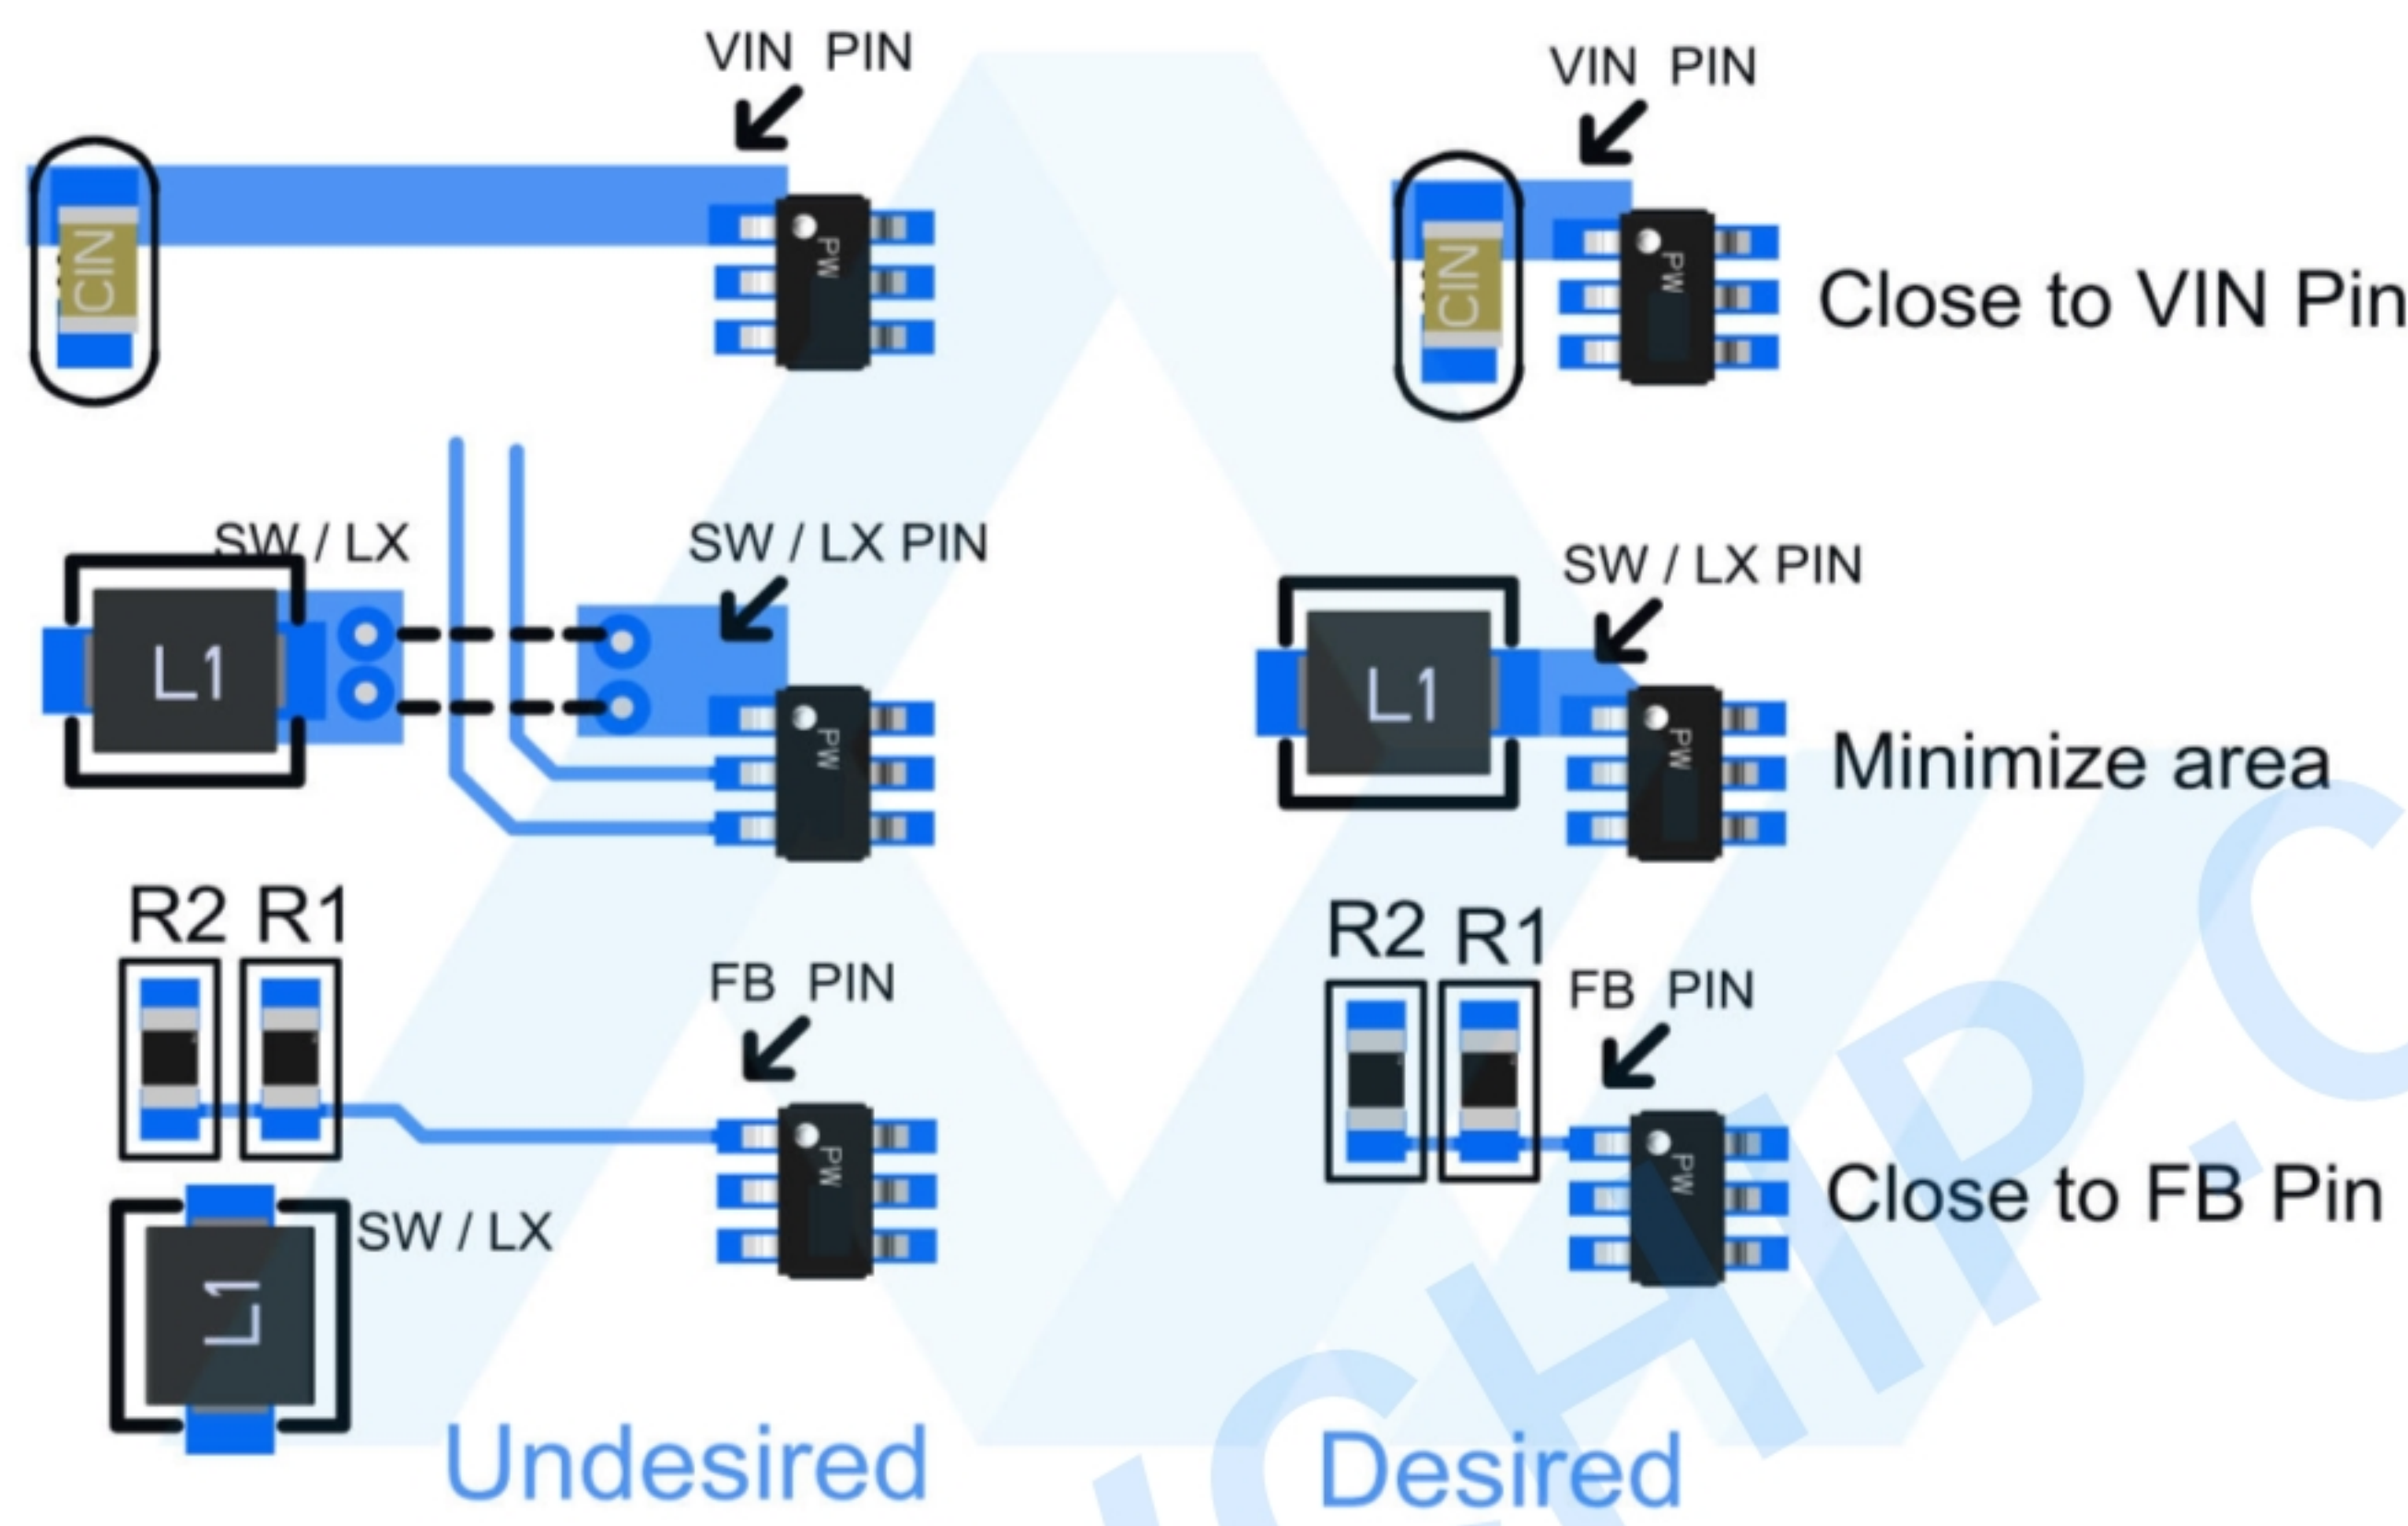 VIN PIN
CIN
PW
VIN PIN
CIN
PW
Close to VIN Pin
SW / LX
L1
SW / LX PIN
PW
SW / LX PIN
L1
PW
Minimize area
R2 R1
FB PIN
PW
SW / LX
L1
R2 R1
FB PIN
PW
Close to FB Pin
Undesired
Desired
CHIP.C